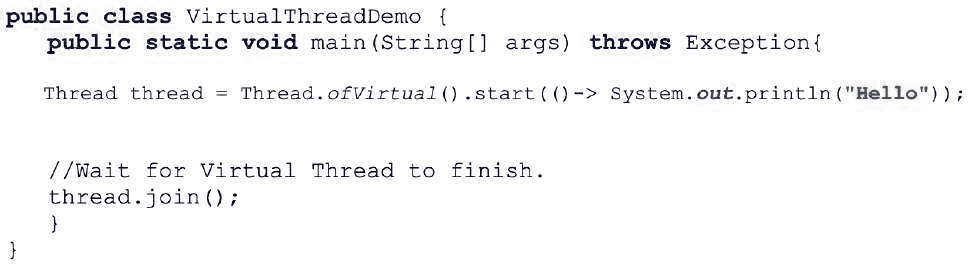 public class VirtualThreadDemo {
public static void main(String[] args) throws Exception{
Thread thread = Thread.ofVirtual().start(()-> System.out.println("Hello"));
//Wait for Virtual Thread to finish.
thread.join();
}
}